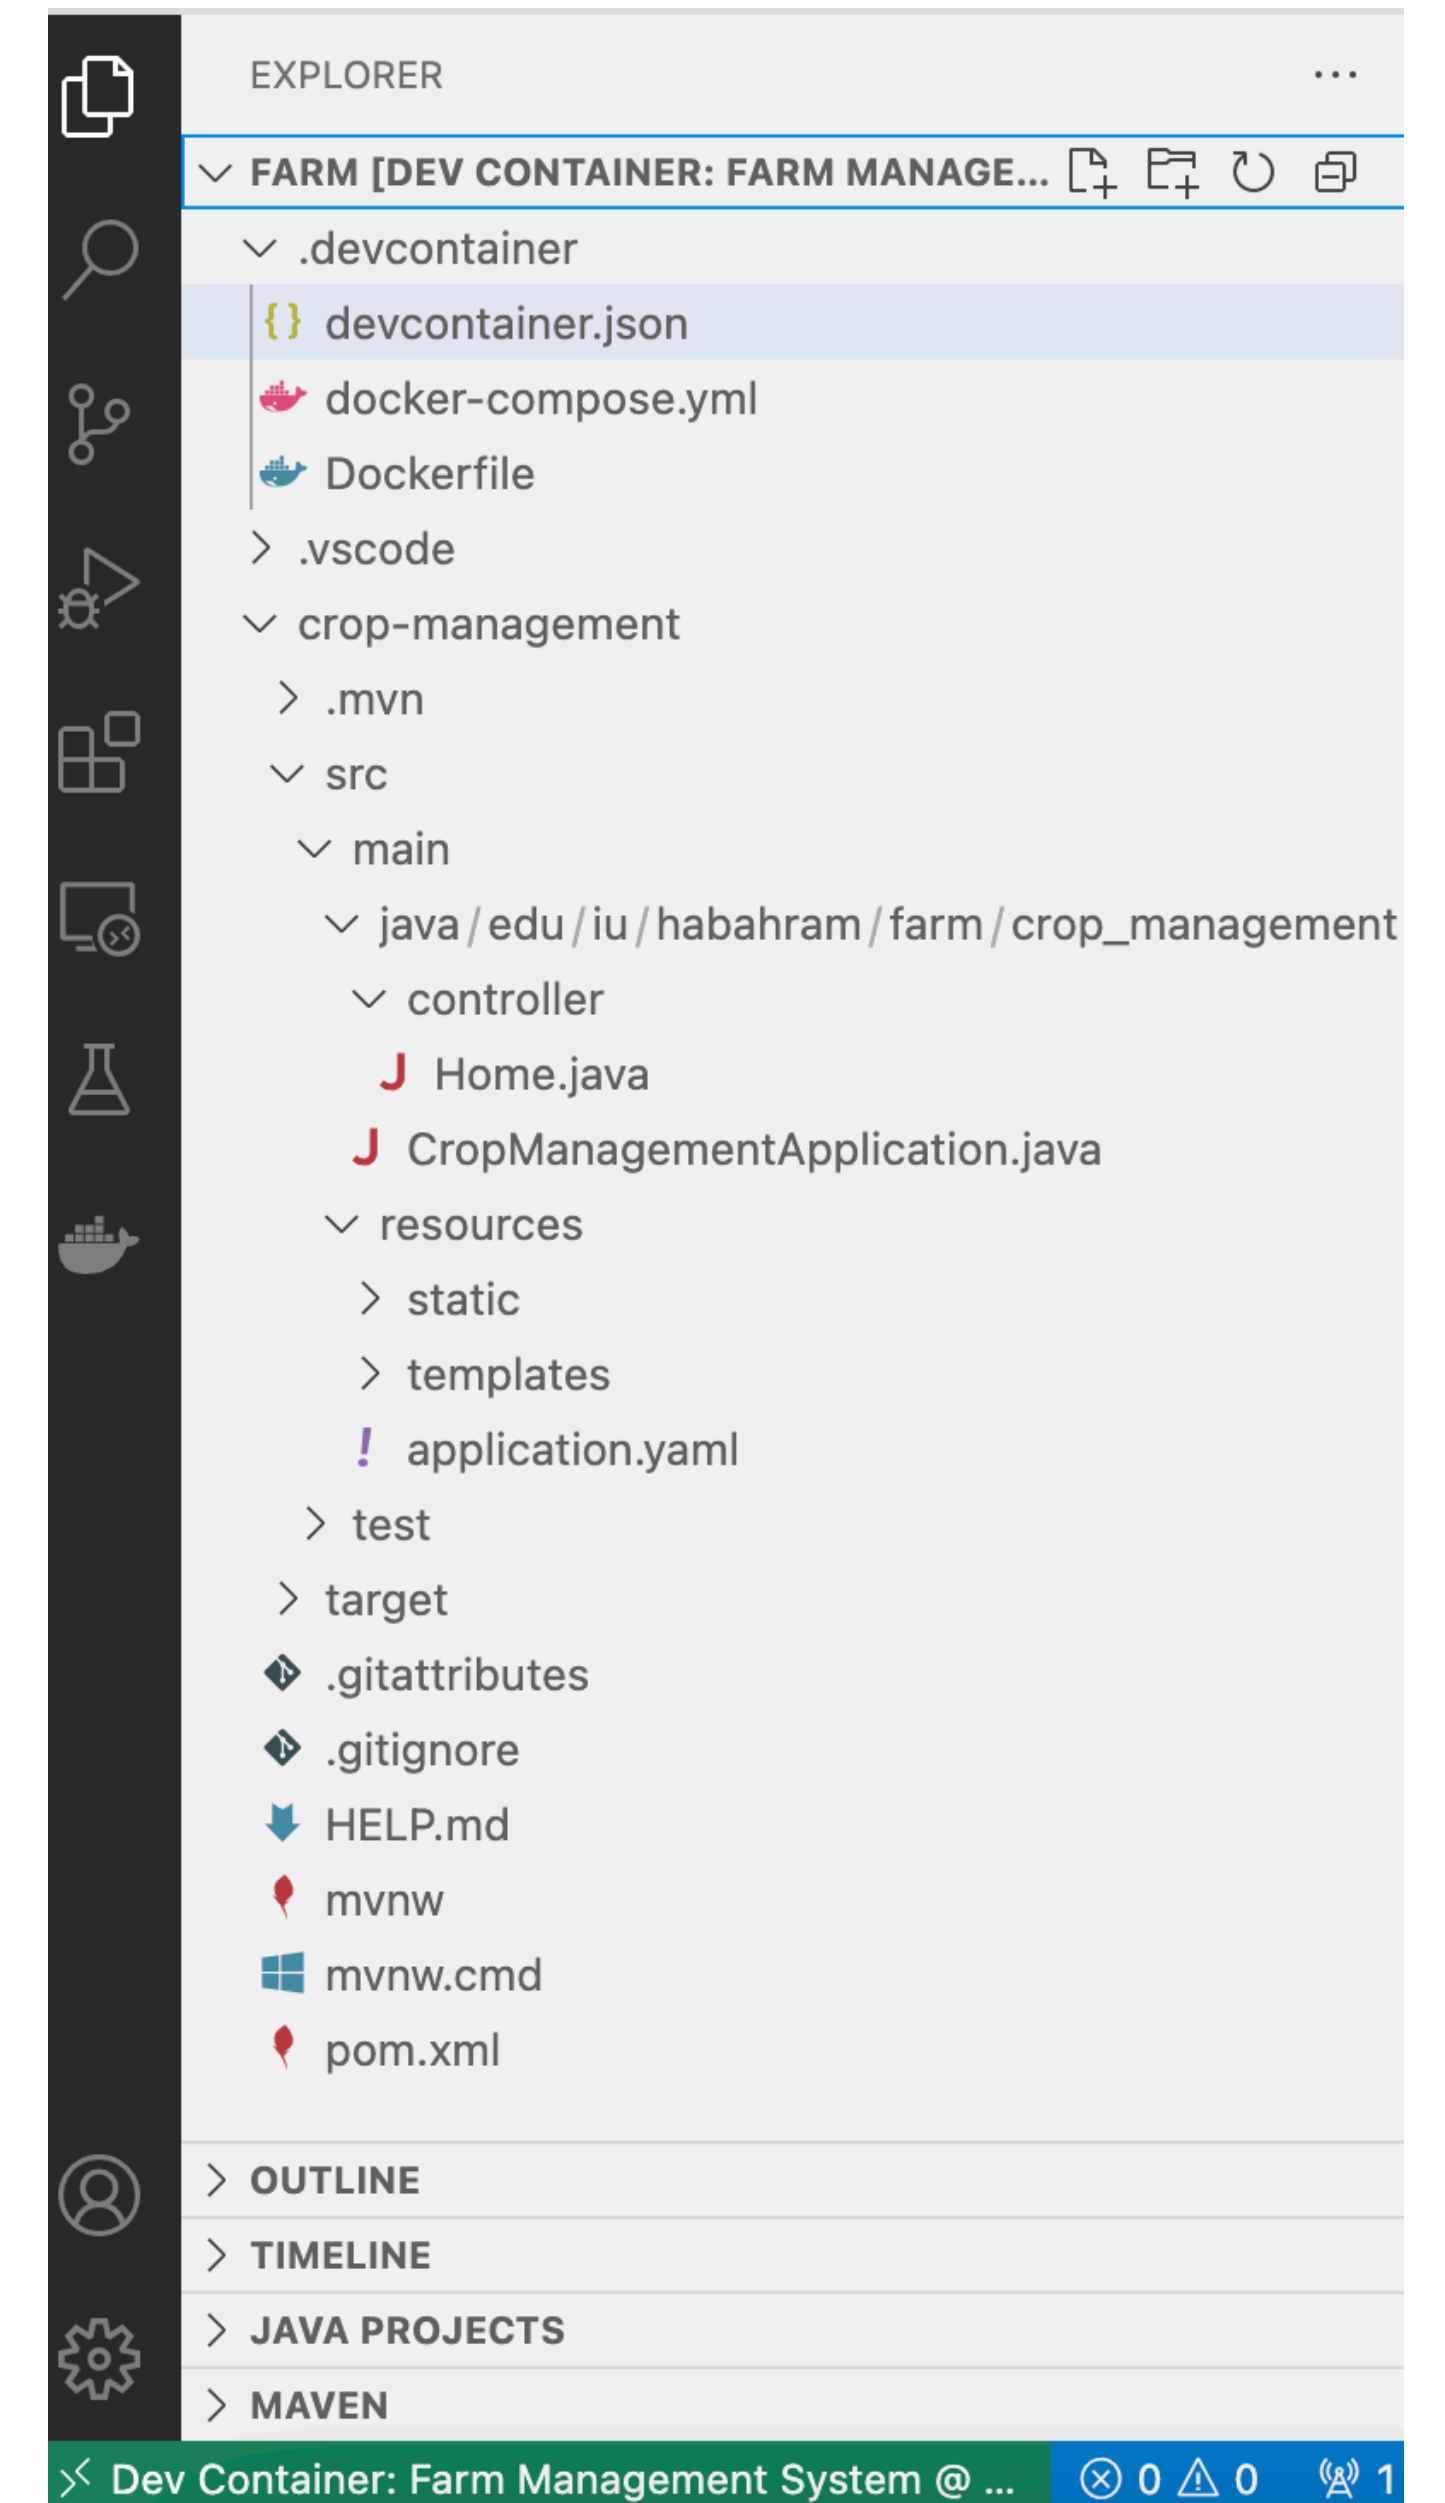 EXPLORER
FARM [DEV CONTAINER: FARM MANAGE...
.devcontainer
{} devcontainer.json
docker-compose.yml
Dockerfile
.vscode
crop-management
.mvn
src
main
java/edu/iu/habahram/farm/crop_management
controller
J Home.java
J CropManagementApplication.java
resources
static
templates
! application.yaml
test
target
.gitattributes
.gitignore
HELP.md
mvnw
mvnw.cmd
pom.xml
OUTLINE
TIMELINE
JAVA PROJECTS
MAVEN
Dev Container: Farm Management System @ ... 0 0 1